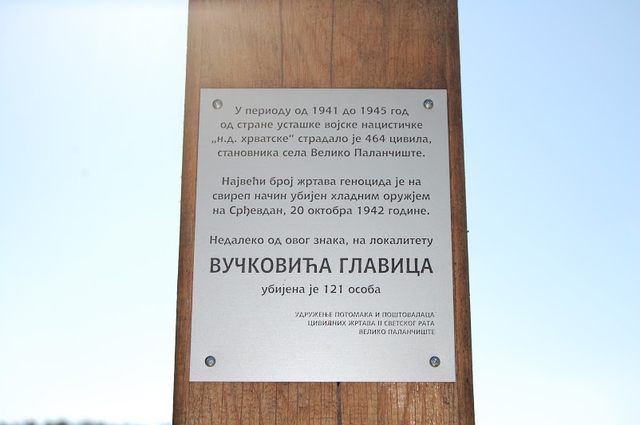 У периоду од 1941 до 1945 год
од стране усташке војске нацистичке
„н.д. хрватске“ страдало је 464 цивила,
становника села Велико Паланчиште.
Највећи број жртава геноцида је на
свиреп начин убијен хладним оружјем
на Срђевдан, 20 октобра 1942 године.
Недалеко од овог знака, на локалитету
ВУЧКОВИЋА ГЛАВИЦА
убијена је 121 особа
УДРУЖЕЊЕ ПОТОМАКА И ПОШТОВАЛАЦА
ЦИВИЛНИХ ЖРТАВА II СВЕТСКОГ РАТА
ВЕЛИКО ПАЛАНЧИШТЕ